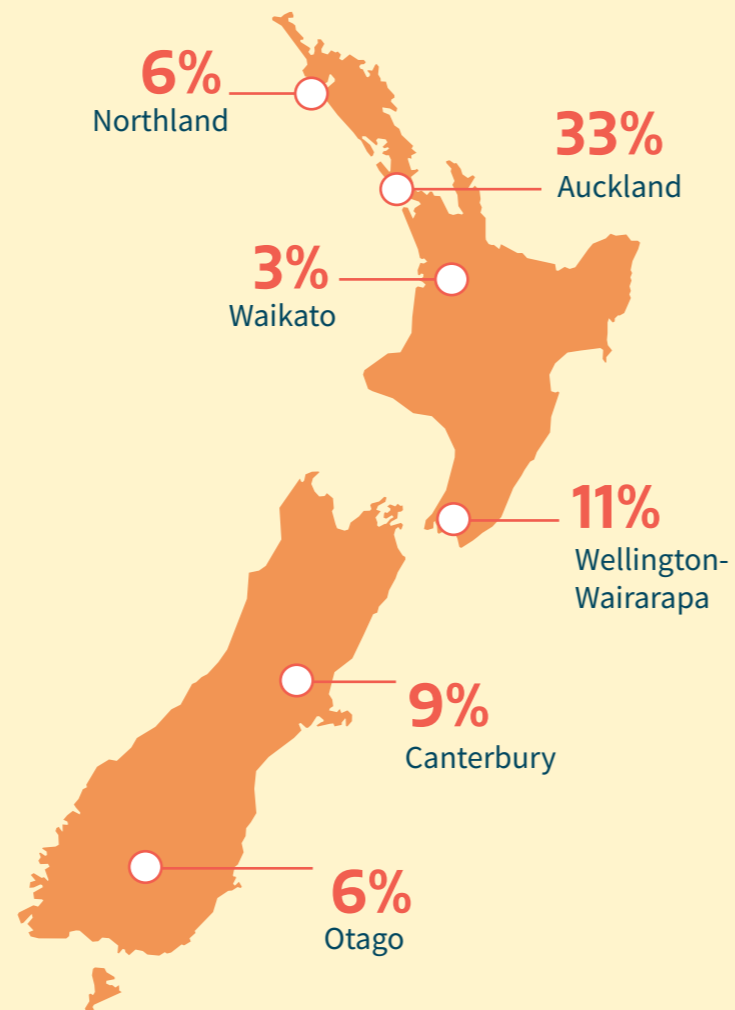 6%
Northland
33%
Auckland
3%
Waikato
11%
Wellington-
Wairarapa
9%
Canterbury
6%
Otago